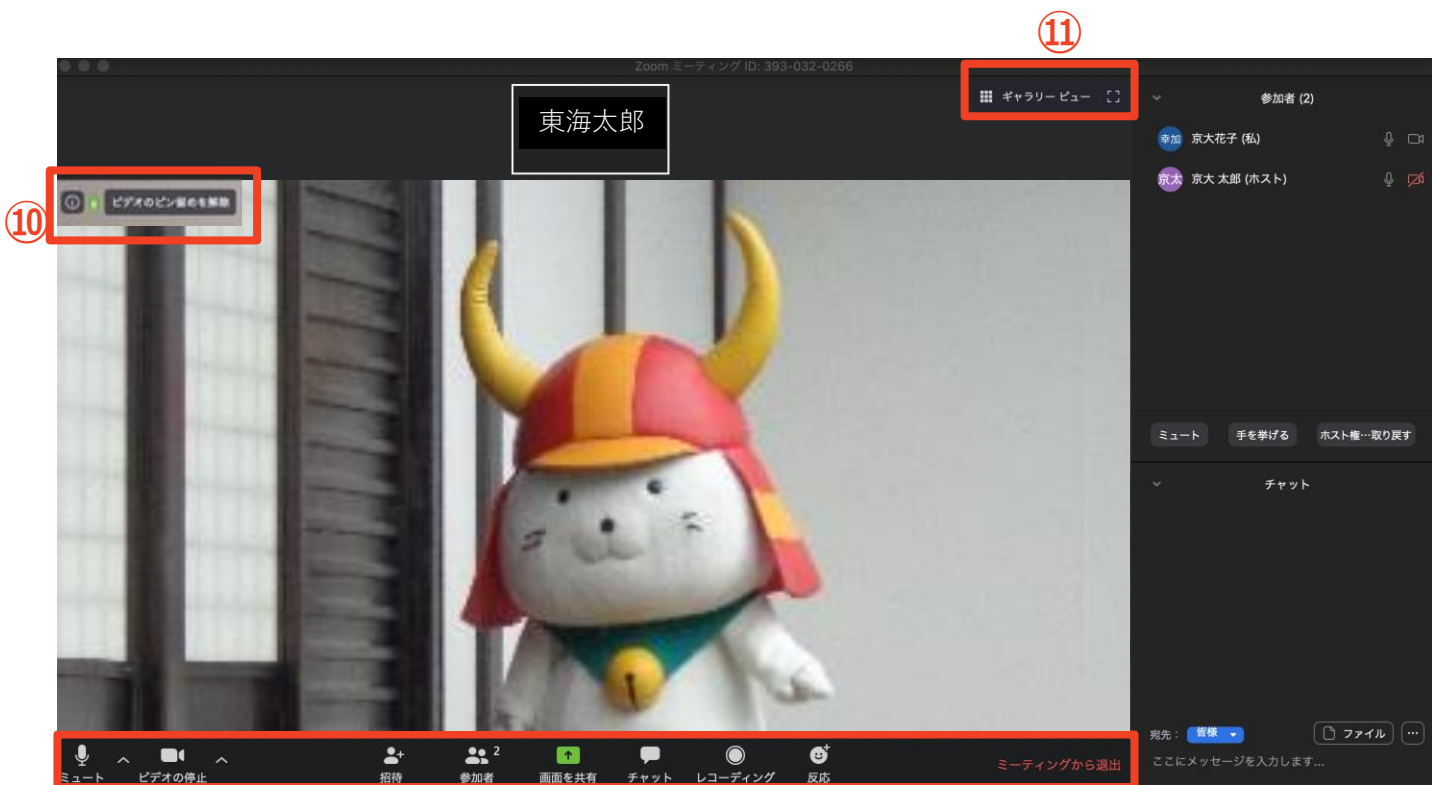 ⑪
Zoom ミーティング ID: 393-032-0266
ギャラリー ビュー
参加者 (2)
東海太郎
幸加 京大花子 (私)
京太 京大 太郎 (ホスト)
⑩
ビデオのピン留めを解除
ミュート 手を挙げる ホスト権…取り戻す
チャット
宛先: 皆様 ファイル …
ここにメッセージを入力します...
ミュート ビデオの停止 招待 参加者 2 画面を共有 チャット レコーディング 反応 ミーティングから退出